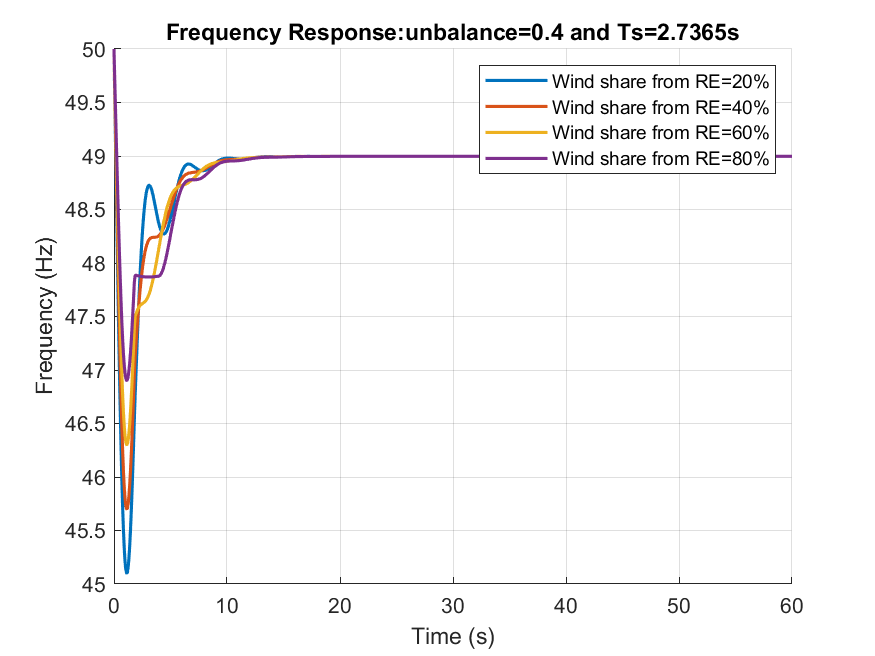 Frequency Response:unbalance=0.4 and Ts=2.7365s
Wind share from RE=20%
Wind share from RE=40%
Wind share from RE=60%
Wind share from RE=80%
Frequency (Hz)
50
49.5
49
48.5
48
47.5
47
46.5
46
45.5
45
0 10 20 30 40 50 60
Time (s)